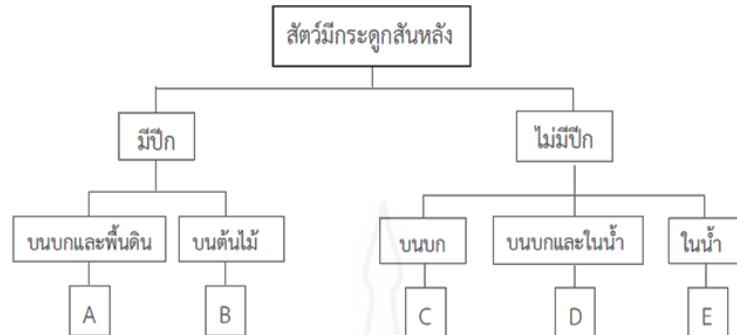 สัตว์มีกระดูกสันหลัง
มีปีก
ไม่มีปีก
บนบกและพื้นดิน
บนต้นไม้
บนบก
บนบกและในน้ำ
ในน้ำ
A
B
C
D
E